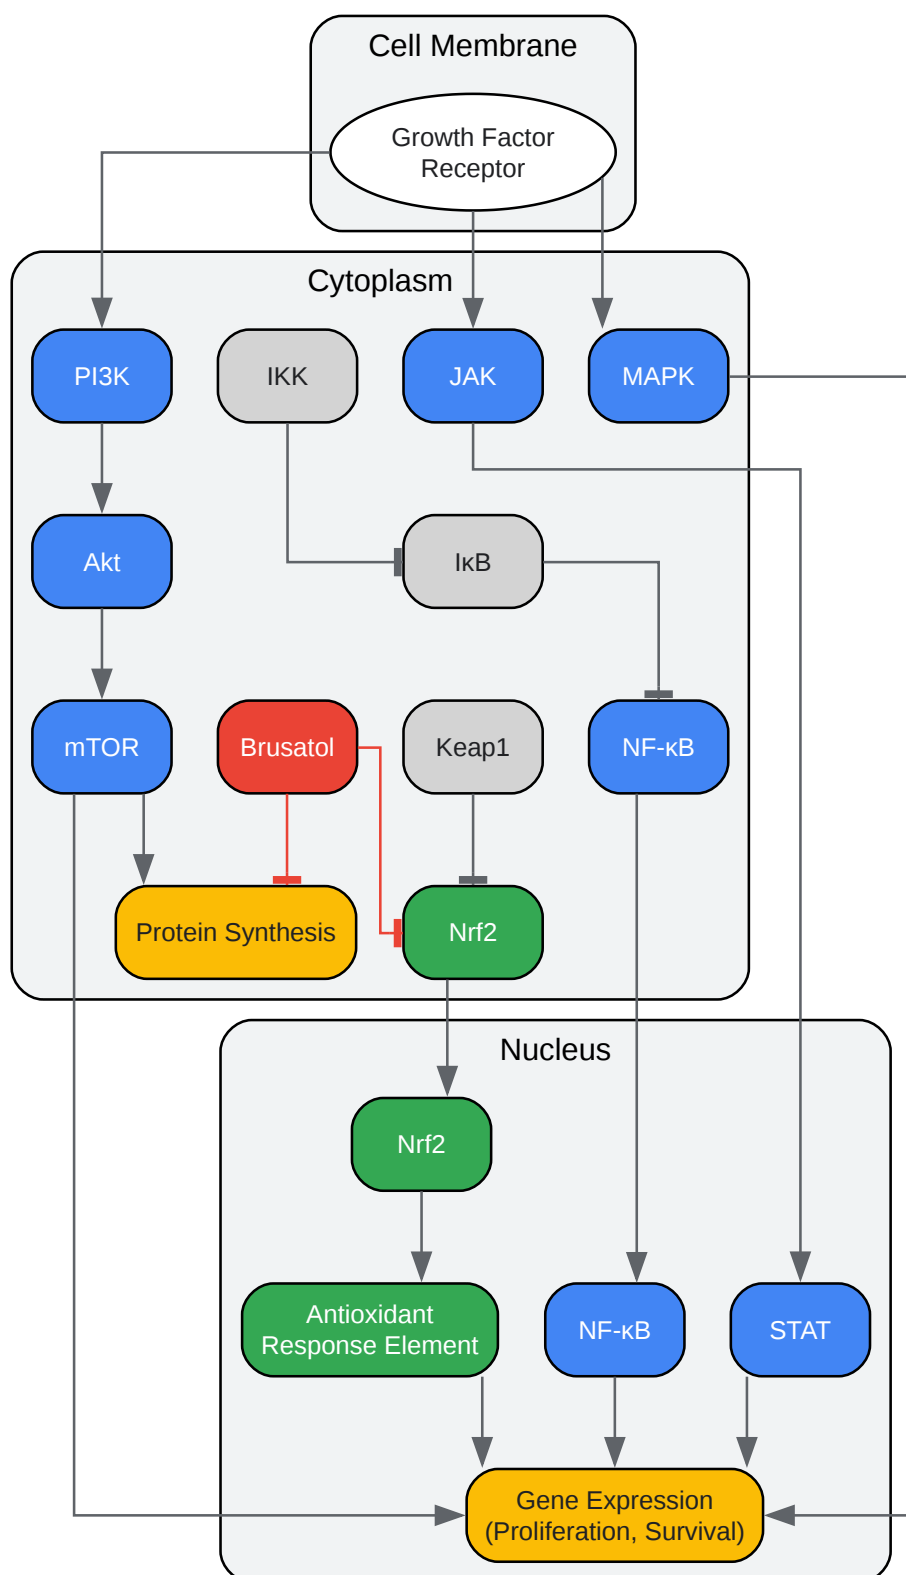 Cell Membrane
Growth Factor
Receptor
Cytoplasm
PI3K
IKK
JAK
MAPK
Akt
IκB
mTOR
Brusatol
Keap1
NF-κB
Protein Synthesis
Nrf2
Nucleus
Nrf2
Antioxidant
Response Element
NF-κB
STAT
Gene Expression
(Proliferation, Survival)